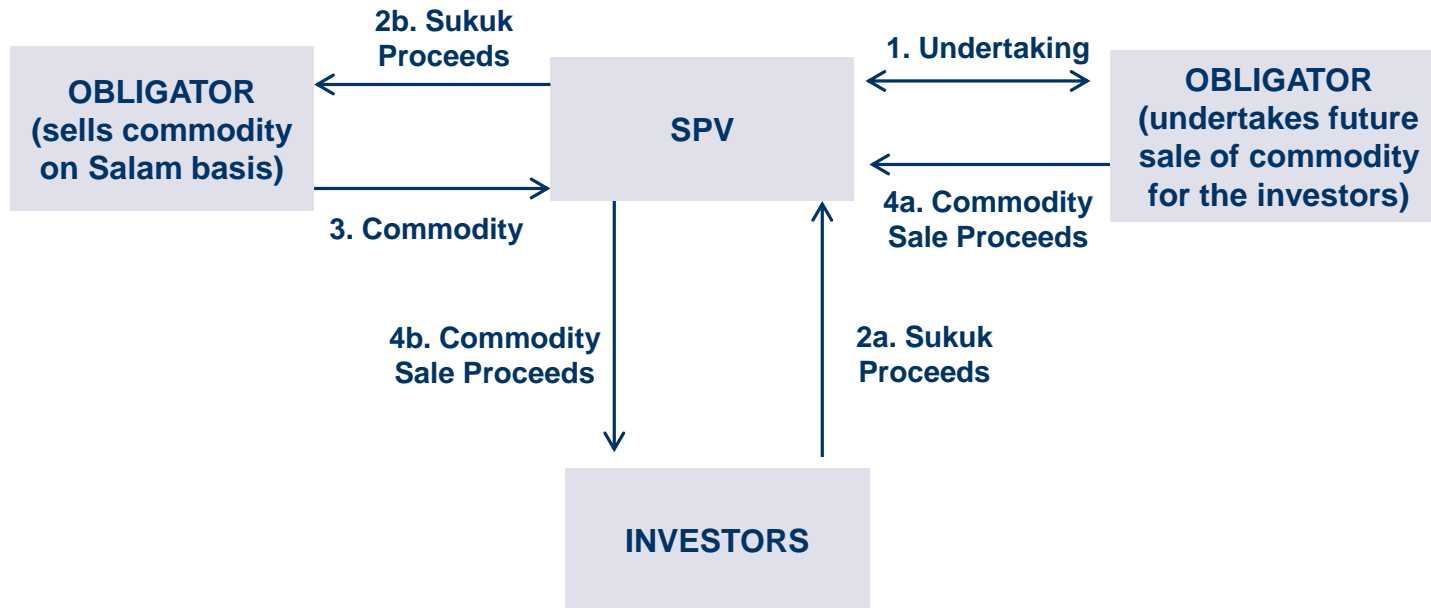 2b. Sukuk
Proceeds
1. Undertaking
OBLIGATOR
(sells commodity
on Salam basis)
SPV
OBLIGATOR
(undertakes future
sale of commodity
for the investors)
3. Commodity
4a. Commodity
Sale Proceeds
4b. Commodity
Sale Proceeds
2a. Sukuk
Proceeds
INVESTORS